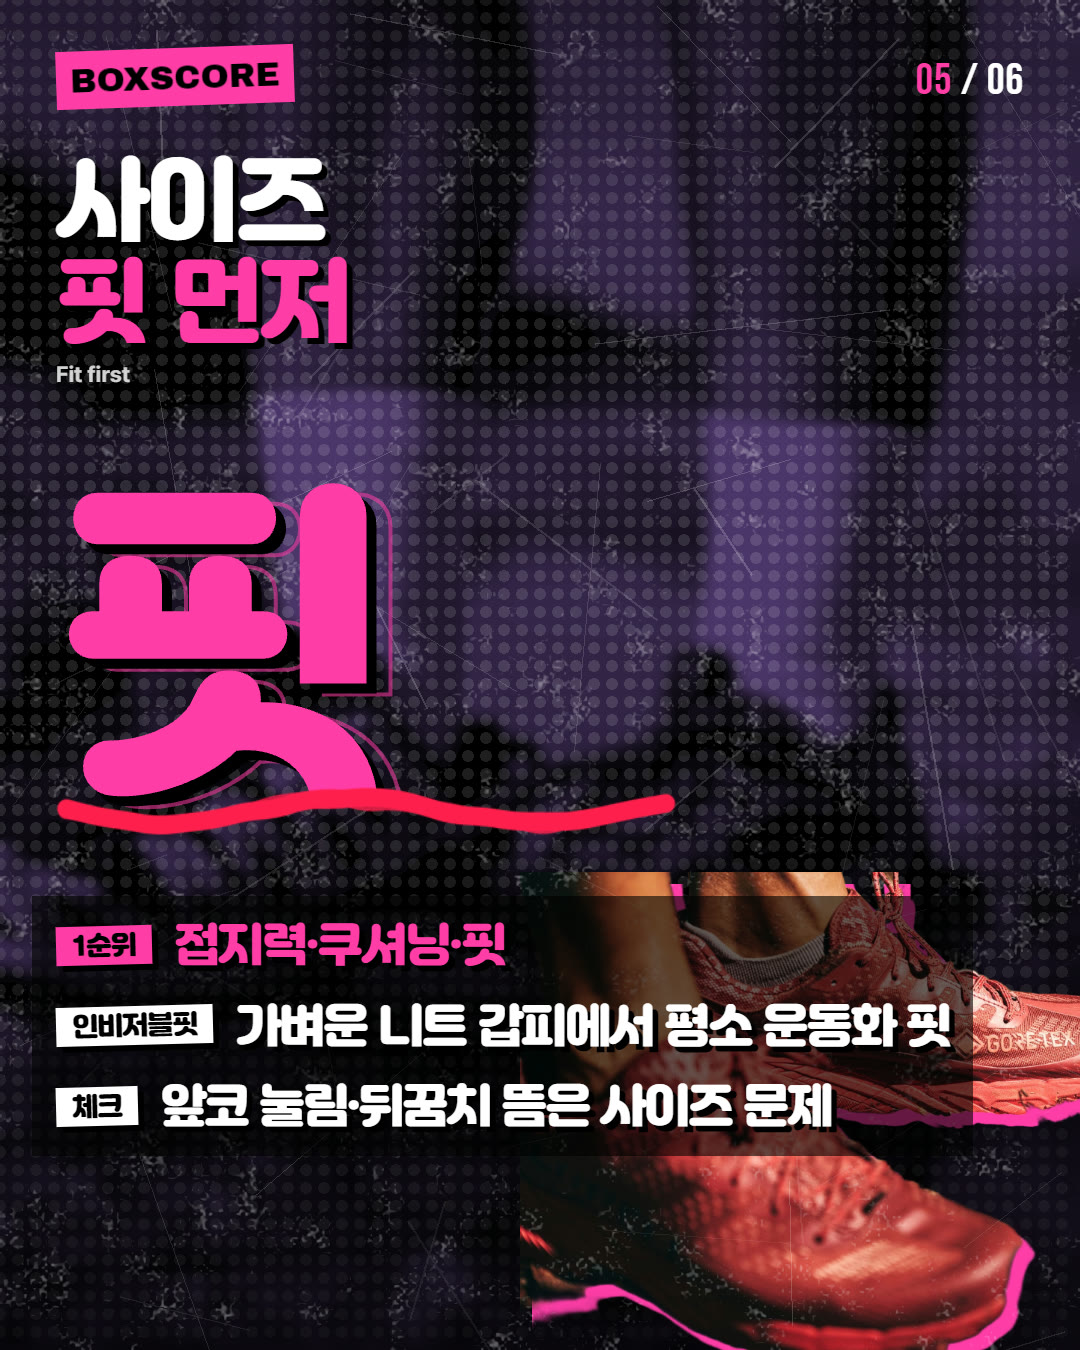 BOXSCORE
05 / 06
사이즈
핏 먼저
Fit first
핏
1순위 접지력·쿠셔닝·핏
인비저블핏 가벼운 니트 갑피에서 평소 운동화 핏
체크 앞코 눌림·뒤꿈치 뜸은 사이즈 문제
GORE-TEX